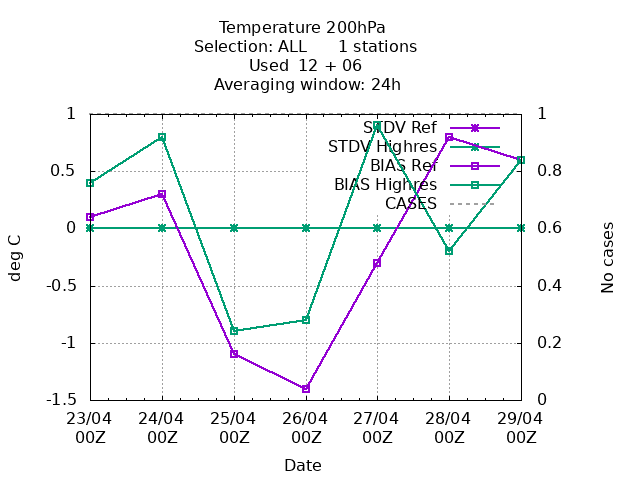 Temperature 200hPa
Selection: ALL 1 stations
Used 12 + 06
Averaging window: 24h
1
0.5
0
-0.5
-1
-1.5
deg C
STDV Ref
STDV Highres
BIAS Ref
BIAS Highres
CASES
1
0.8
0.6
0.4
0.2
0
No cases
23/04 24/04 25/04 26/04 27/04 28/04 29/04
00Z 00Z 00Z 00Z 00Z 00Z 00Z
Date